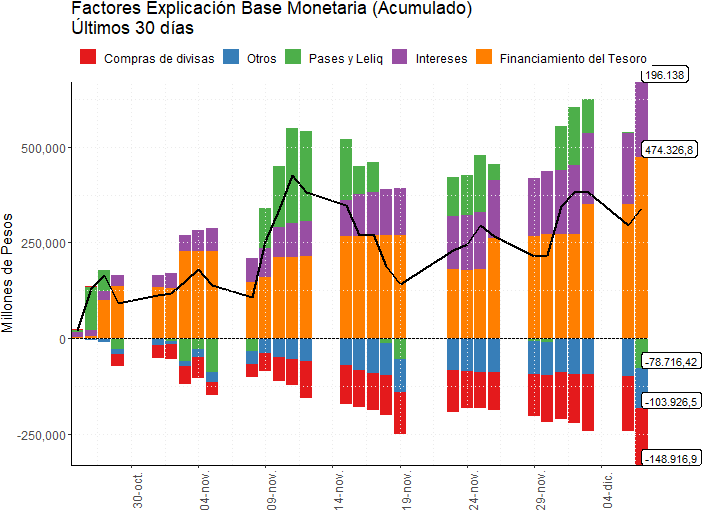 Factores Explicación Base Monetaria (Acumulado)
Últimos 30 días
Compras de divisas Otros Pases y Leliq Intereses Financiamiento del Tesoro
196.138
500,000
474.326,8
250,000
Millones de Pesos
0
-78.716,42
-103.926,5
-250,000
-148.916,9
30-oct.
04-nov.
09-nov.
14-nov.
19-nov.
24-nov.
29-nov.
04-dic.